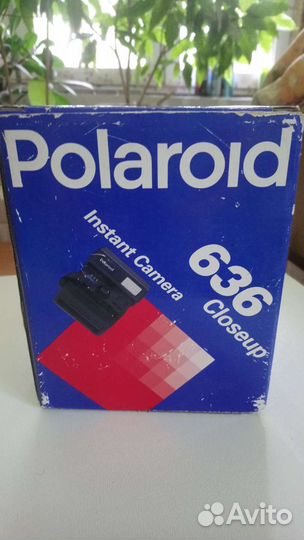 Polaroid
Instant Camera
636
Closeup
Polaroid
Avito